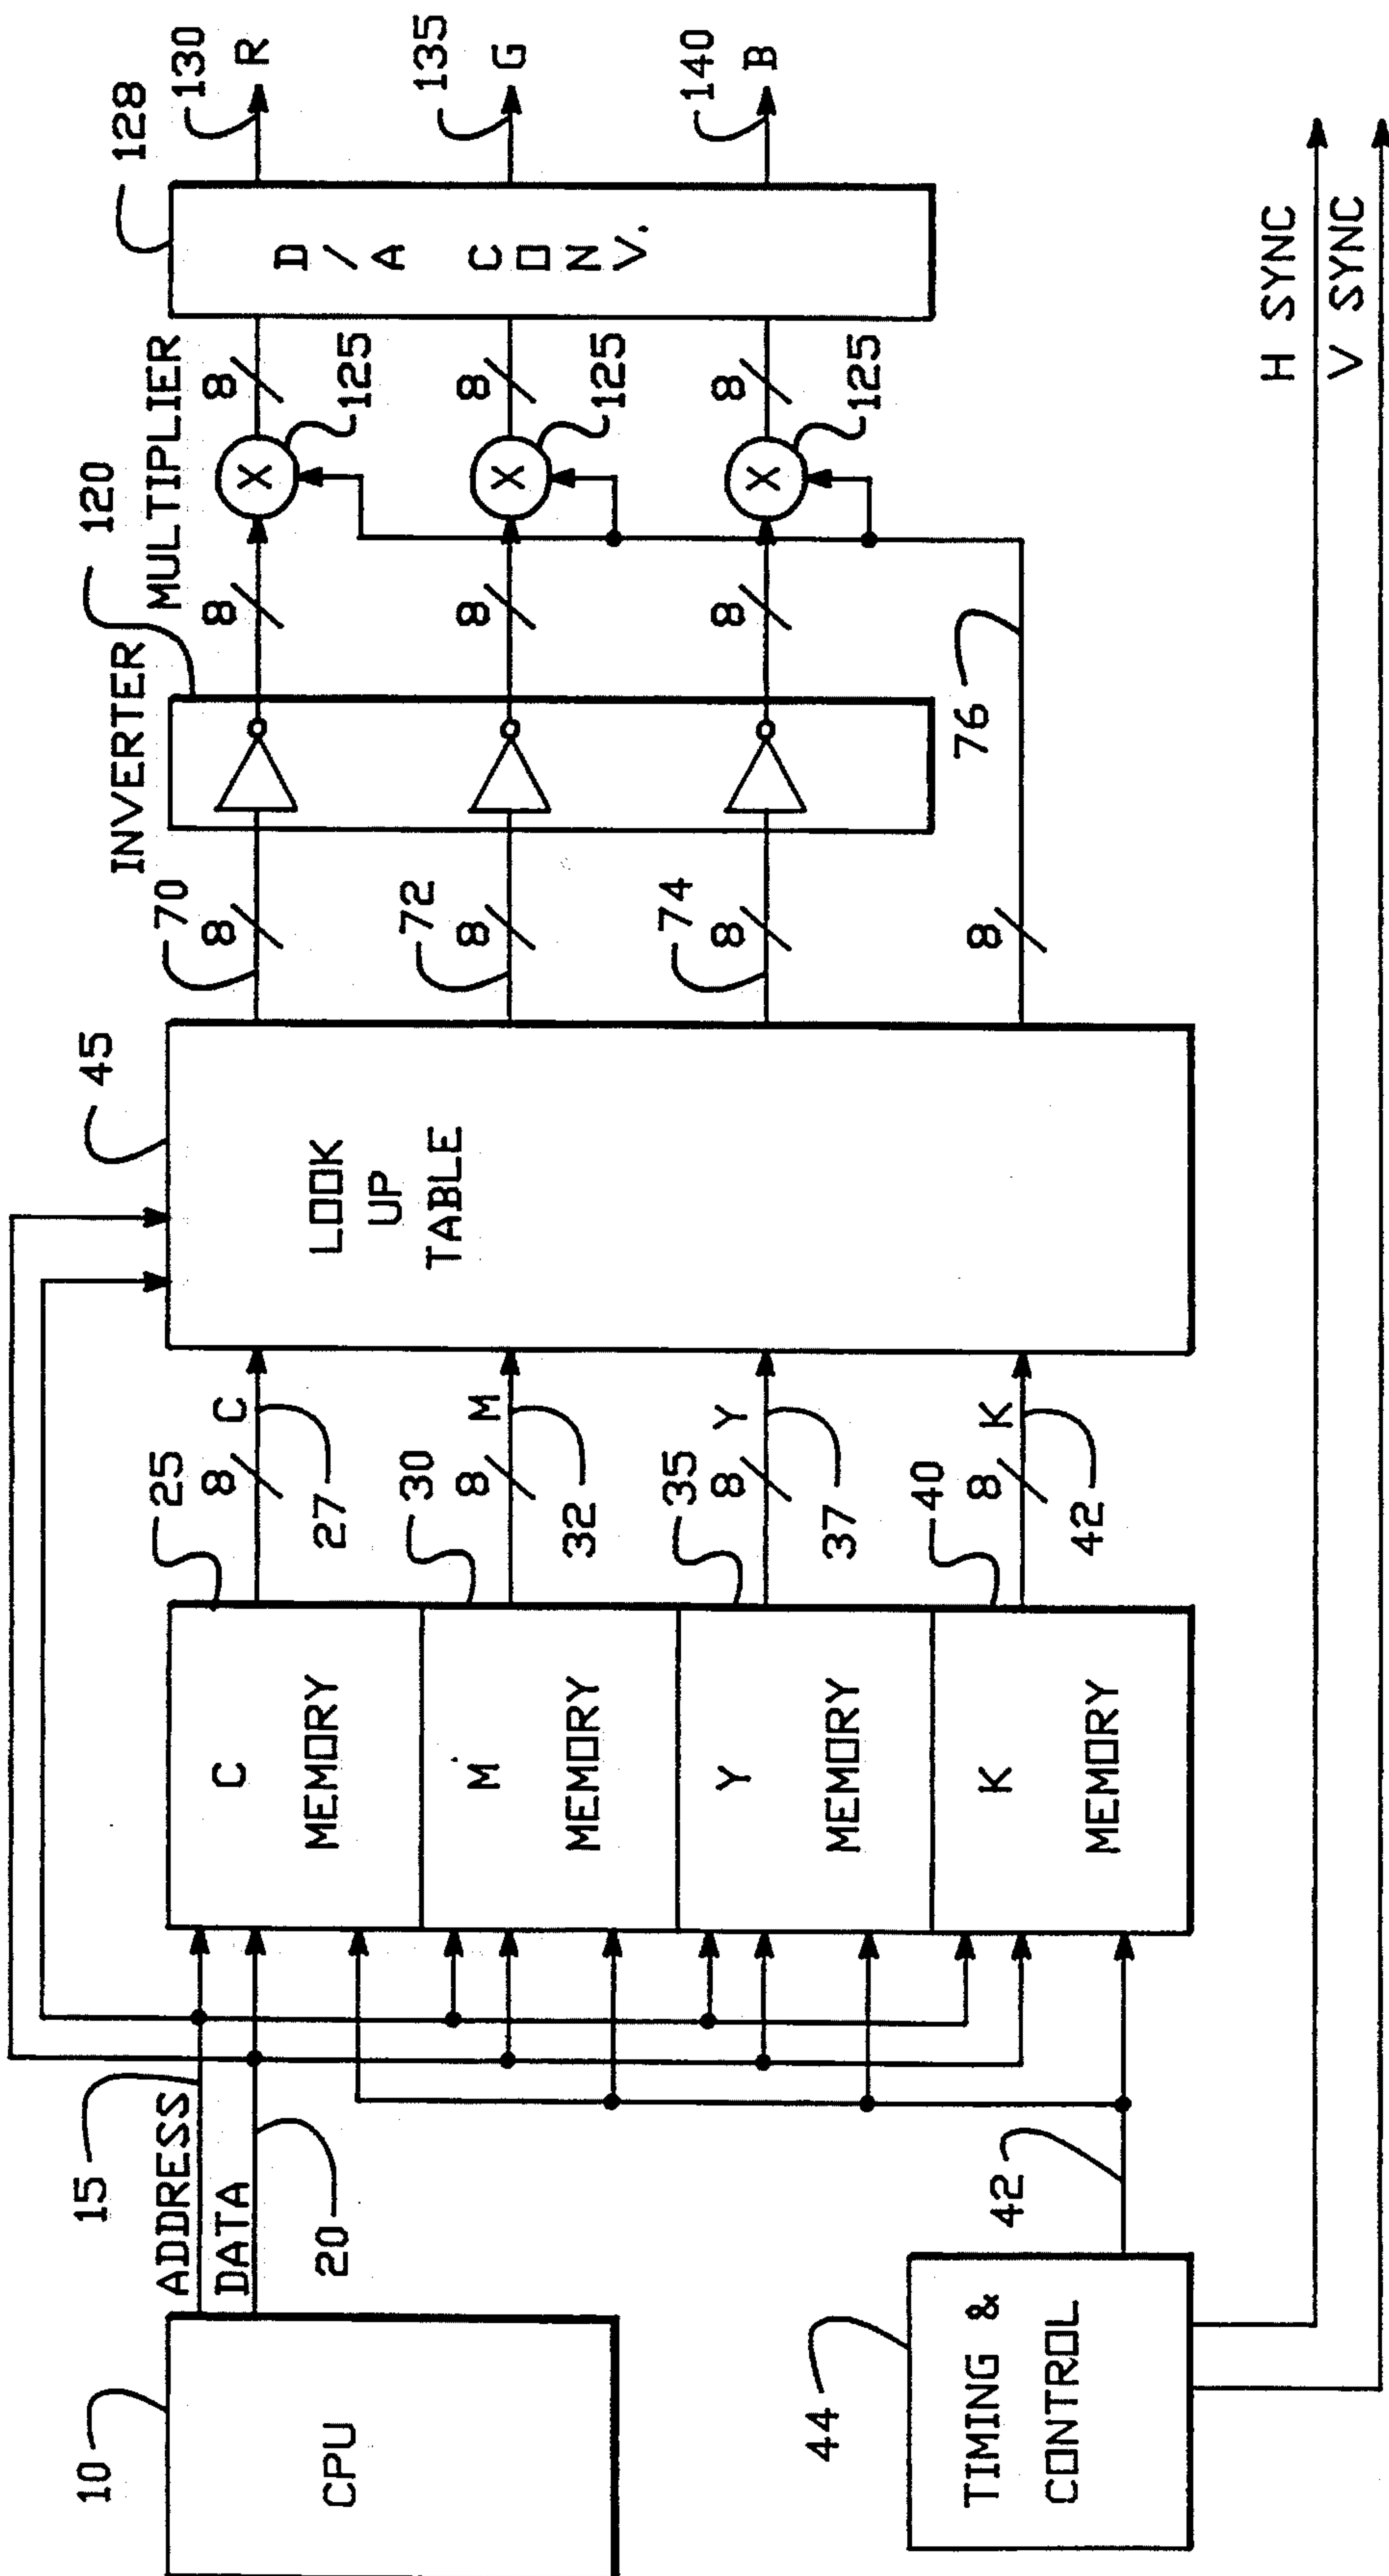 10
CPU
15
ADDRESS
DATA
20
44
TIMING &
CONTROL
42
C
MEMORY
M
MEMORY
Y
MEMORY
K
MEMORY
25
8
C
27
30
8
M
32
35
8
Y
37
40
8
K
42
45
LOOK
UP
TABLE
70
8
72
8
74
8
8
76
INVERTER
120
8
8
8
MULTIPLIER
X
125
8
X
125
8
X
125
8
128
D/A CONV.
130
R
135
G
140
B
H SYNC
V SYNC